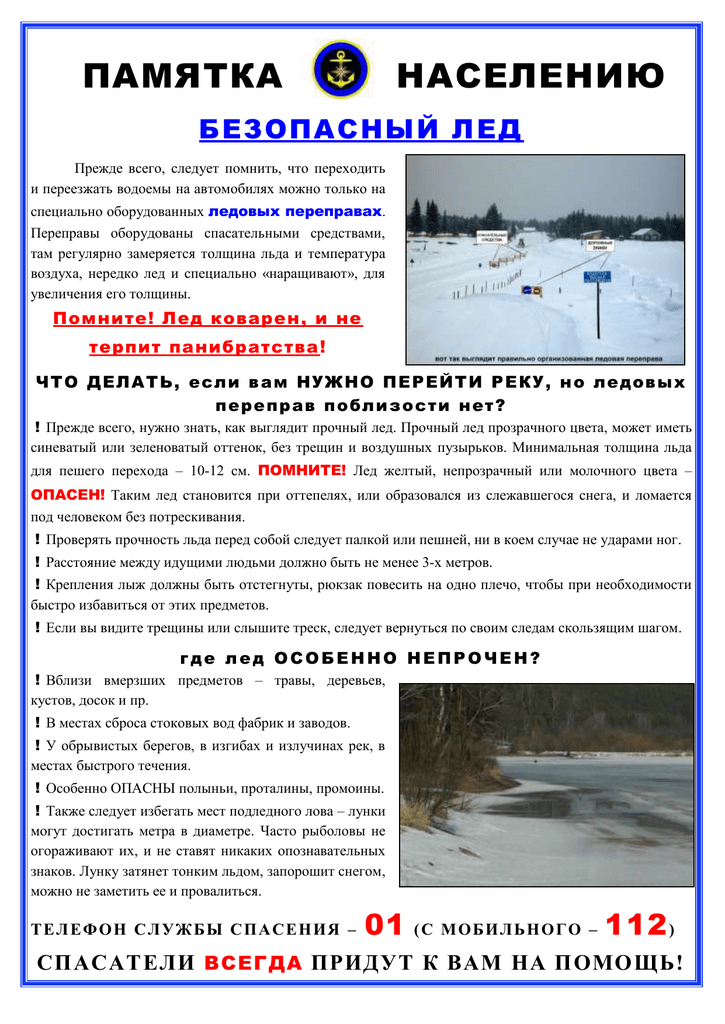 ПАМЯТКА НАСЕЛЕНИЮ
БЕЗОПАСНЫЙ ЛЕД
Прежде всего, следует помнить, что переходить
и переезжать водоемы на автомобилях можно только на
специально оборудованных ледовых переправах.
Переправы оборудованы спасательными средствами,
там регулярно замеряется толщина льда и температура
воздуха, нередко лед и специально «наращивают», для
увеличения его толщины.
Помните! Лед коварен, и не
терпит панибратства!
СПАСАТЕЛЬНЫЕ
СРЕДСТВА
ДОРОЖНЫЕ
ЗНАКИ
вот так выглядит правильно организованная ледовая переправа
ЧТО ДЕЛАТЬ, если вам НУЖНО ПЕРЕЙТИ РЕКУ, но ледовых
переправ поблизости нет?
! Прежде всего, нужно знать, как выглядит прочный лед. Прочный лед прозрачного цвета, может иметь
синеватый или зеленоватый оттенок, без трещин и воздушных пузырьков. Минимальная толщина льда
для пешего перехода – 10-12 см. ПОМНИТЕ! Лед желтый, непрозрачный или молочного цвета –
ОПАСЕН! Таким лед становится при оттепелях, или образовался из слежавшегося снега, и ломается
под человеком без потрескивания.
! Проверять прочность льда перед собой следует палкой или пешней, ни в коем случае не ударами ног.
! Расстояние между идущими людьми должно быть не менее 3-х метров.
! Крепления лыж должны быть отстегнуты, рюкзак повесить на одно плечо, чтобы при необходимости
быстро избавиться от этих предметов.
! Если вы видите трещины или слышите треск, следует вернуться по своим следам скользящим шагом.
где лед ОСОБЕННО НЕПРОЧЕН?
! Вблизи вмерзших предметов – травы, деревьев,
кустов, досок и пр.
! В местах сброса стоковых вод фабрик и заводов.
! У обрывистых берегов, в изгибах и излучинах рек, в
местах быстрого течения.
! Особенно ОПАСНЫ полыньи, проталины, промоины.
! Также следует избегать мест подледного лова – лунки
могут достигать метра в диаметре. Часто рыболовы не
огораживают их, и не ставят никаких опознавательных
знаков. Лунку затянет тонким льдом, запорошит снегом,
можно не заметить ее и провалиться.
ТЕЛЕФОН СЛУЖБЫ СПАСЕНИЯ – 01 (С МОБИЛЬНОГО – 112)
СПАСАТЕЛИ ВСЕГДА ПРИДУТ К ВАМ НА ПОМОЩЬ!